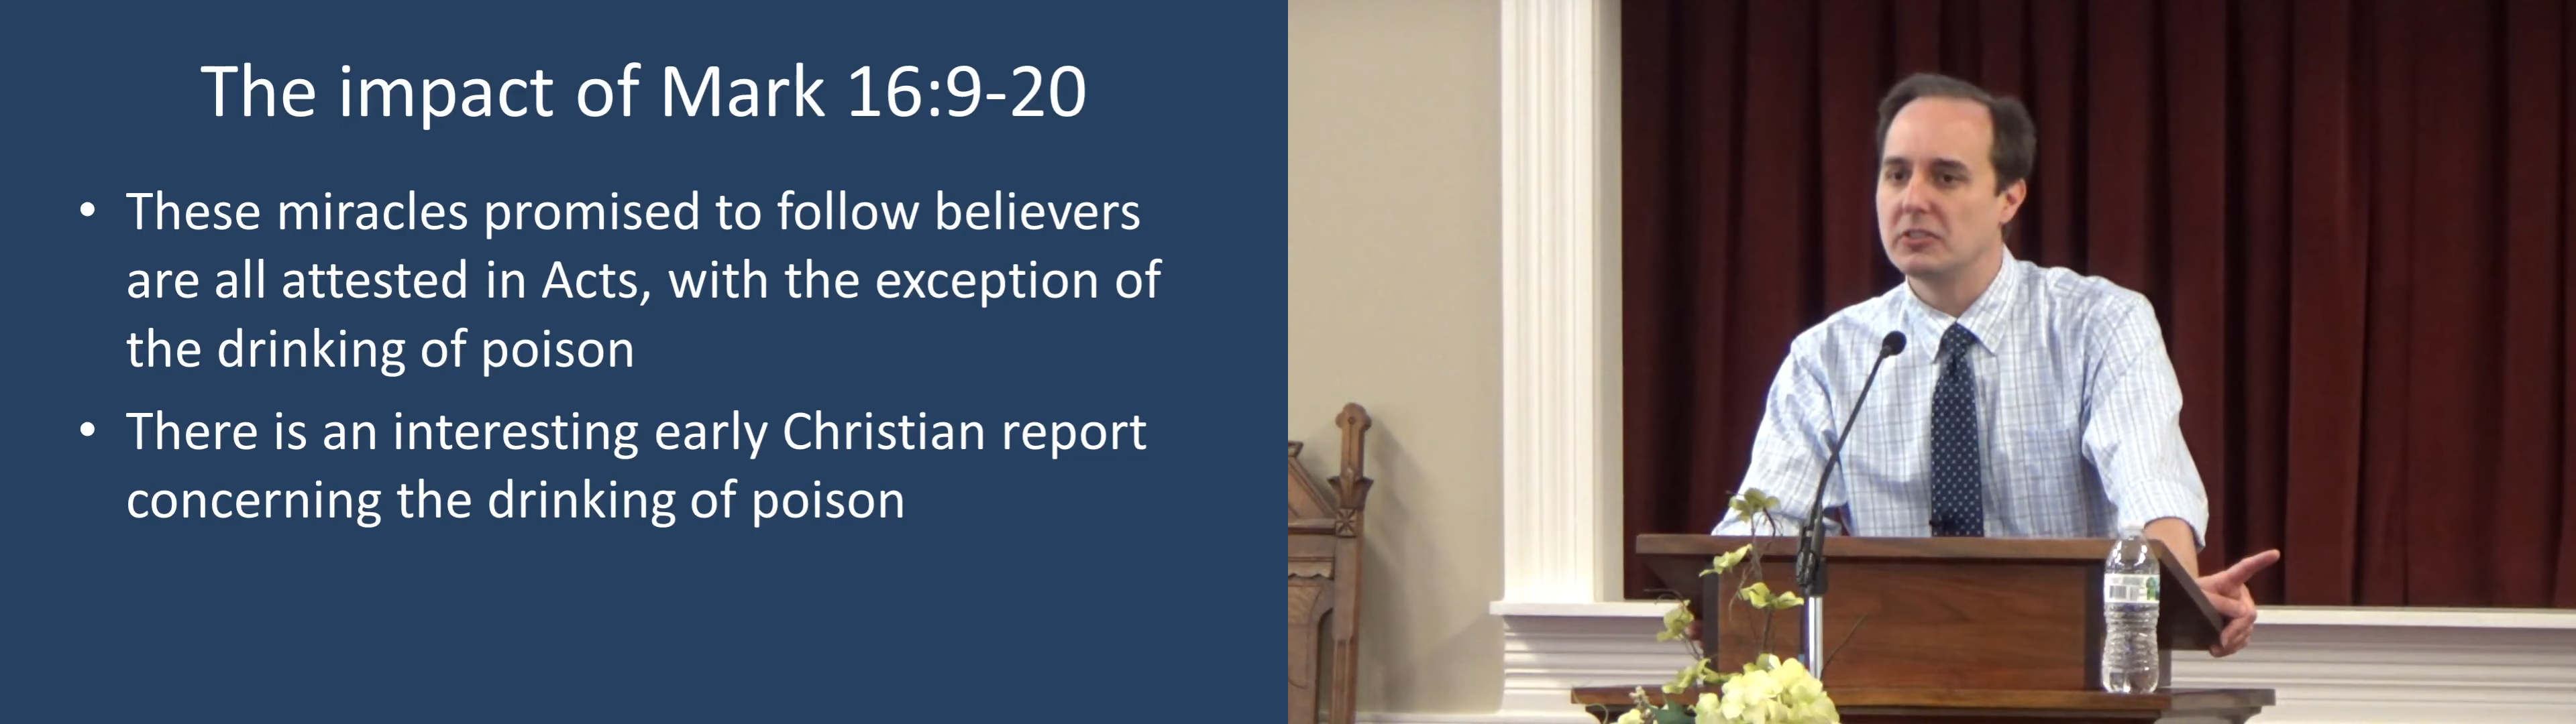 The impact of Mark 16:9-20
• These miracles promised to follow believers
are all attested in Acts, with the exception of
the drinking of poison
• There is an interesting early Christian report
concerning the drinking of poison